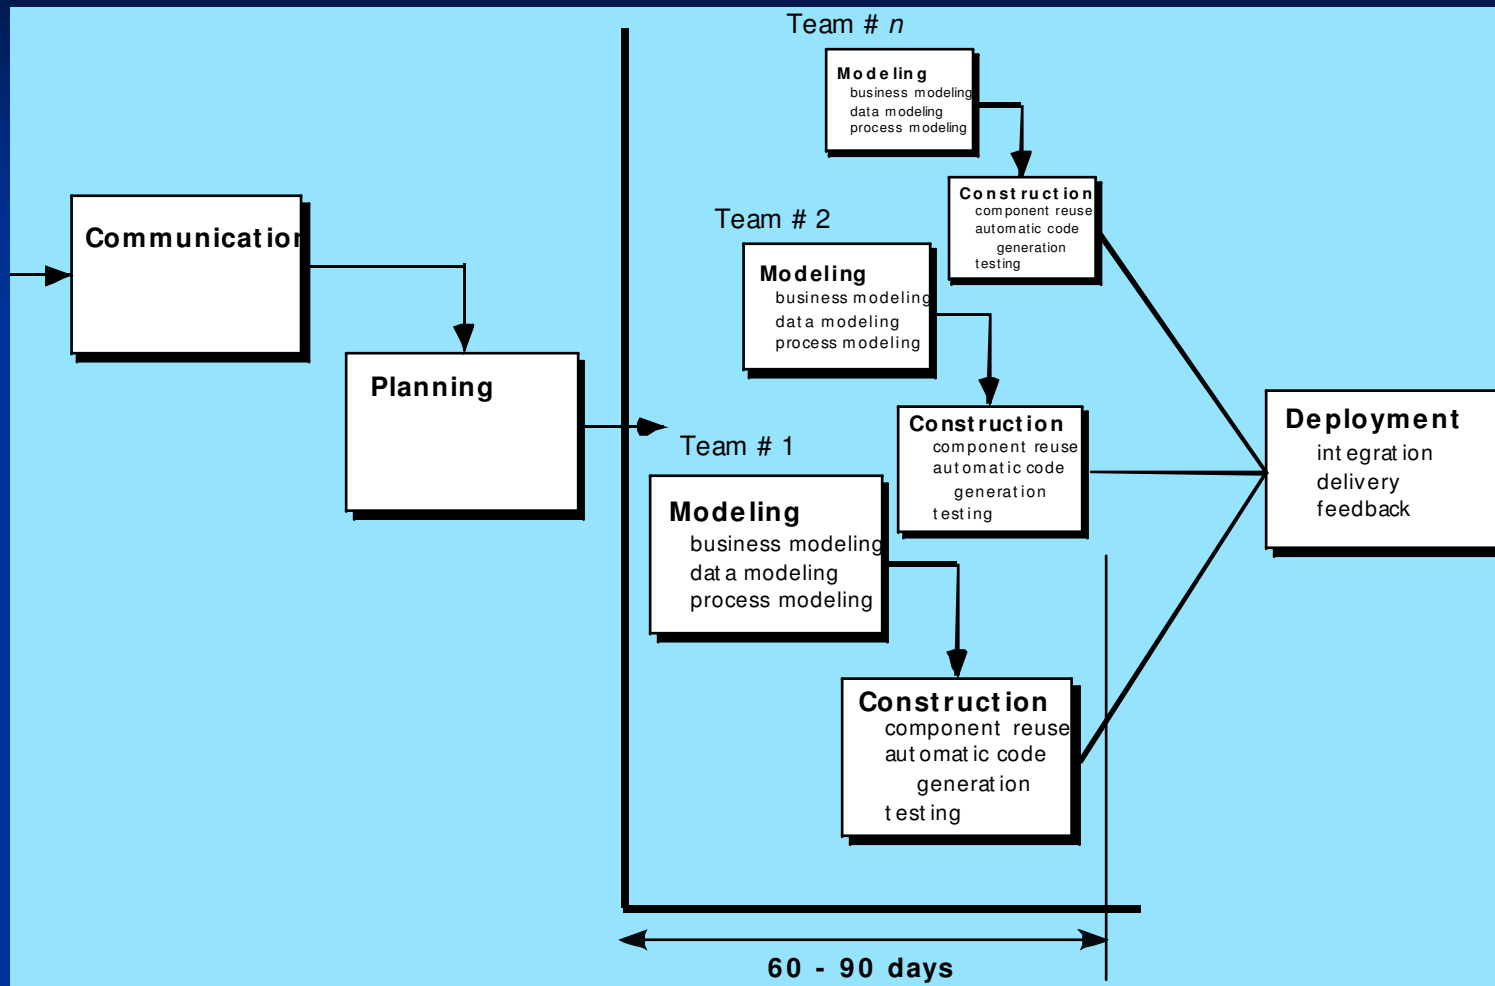 Team # n
Modeling
business modeling
data modeling
process modeling
Construction
component reuse
automatic code
generation
testing
Team # 2
Modeling
business modeling
data modeling
process modeling
Construction
component reuse
automatic code
generation
testing
Communication
Planning
Team # 1
Modeling
business modeling
data modeling
process modeling
Construction
component reuse
automatic code
generation
testing
Deployment
integration
delivery
feedback
60 - 90 days